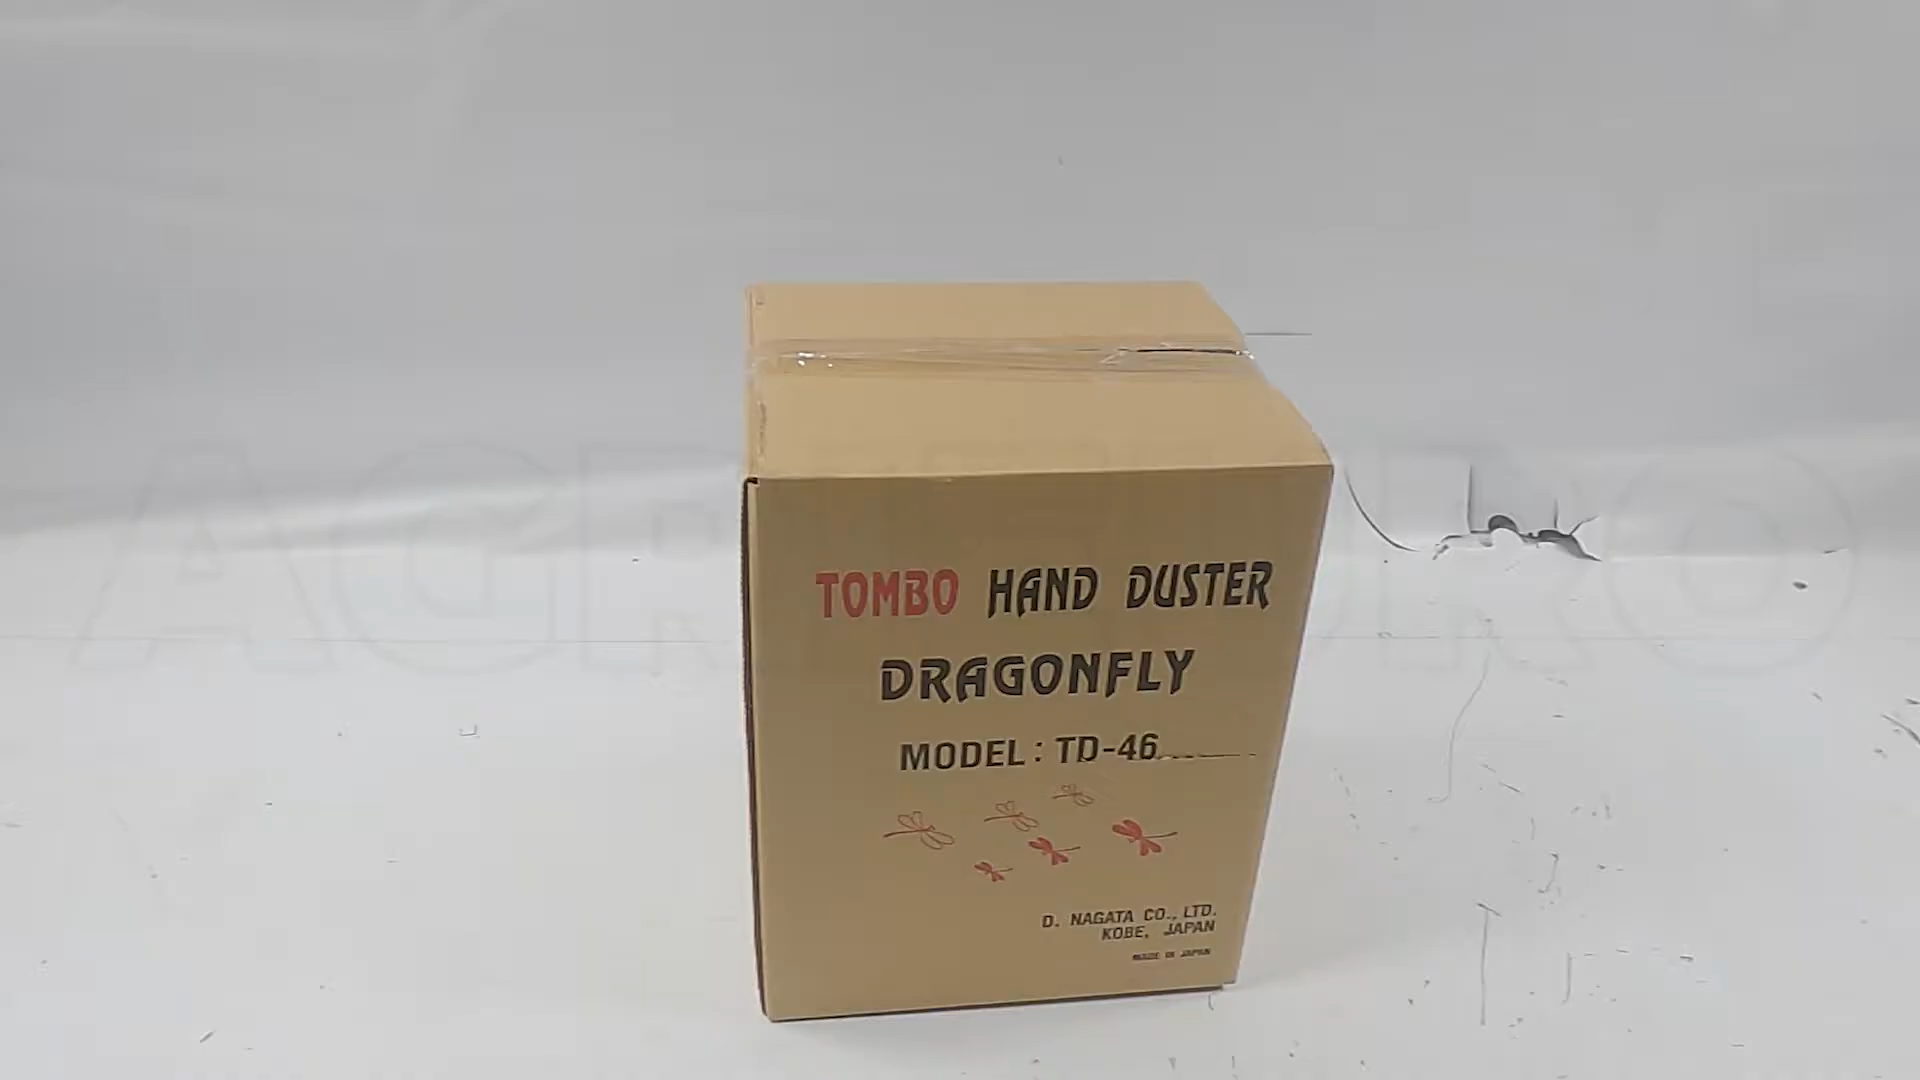 TOMBO HAND DUSTER
DRAGONFLY
MODEL: TD-46
D. NAGATA CO., LTD.
KOBE, JAPAN
MADE IN JAPAN